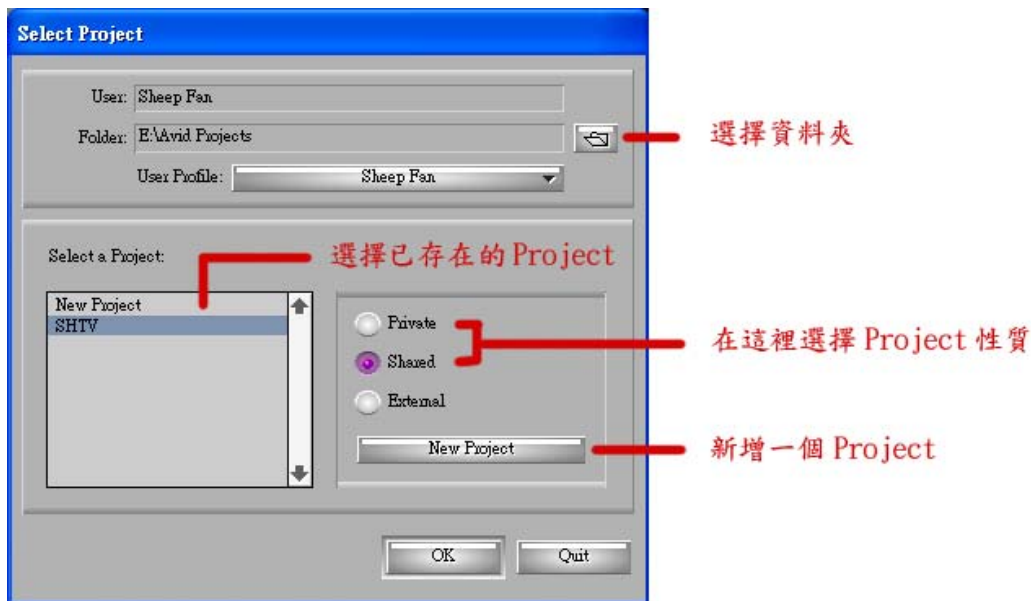 Select Project
User: Sheep Fan
Folder: E:\Avid Projects
選擇資料夾
User Profile: Sheep Fan
Select a Project:
選擇已存在的 Project
New Project
SHTV
Private
Shared
External
在這裡選擇 Project 性質
New Project
新增一個 Project
OK
Quit